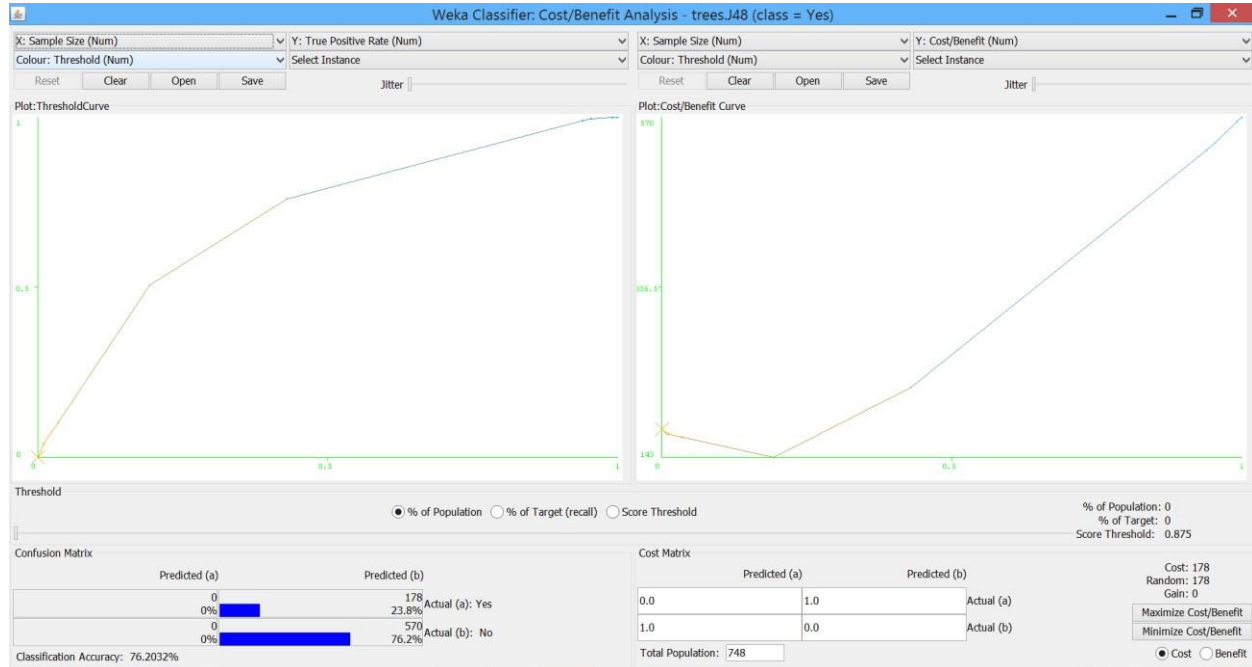 Weka Classifier: Cost/Benefit Analysis - trees.J48 (class = Yes)
X: Sample Size (Num)
Y: True Positive Rate (Num)
Colour: Threshold (Num)
Select Instance
Reset
Clear
Open
Save
Jitter
Plot:ThresholdCurve
1
0.5
0
0
0.5
1
X: Sample Size (Num)
Y: Cost/Benefit (Num)
Colour: Threshold (Num)
Select Instance
Reset
Clear
Open
Save
Jitter
Plot:Cost/Benefit Curve
570
356.5
143
0
0.5
1
Threshold
% of Population
% of Target (recall)
Score Threshold
% of Population: 0
% of Target: 0
Score Threshold: 0.875
Confusion Matrix
Predicted (a)
Predicted (b)
0
0%
178
23.8%
Actual (a): Yes
0
0%
570
76.2%
Actual (b): No
Classification Accuracy: 76.2032%
Cost Matrix
Predicted (a)
Predicted (b)
0.0
1.0
Actual (a)
1.0
0.0
Actual (b)
Total Population: 748
Cost: 178
Random: 178
Gain: 0
Maximize Cost/Benefit
Minimize Cost/Benefit
Cost
Benefit